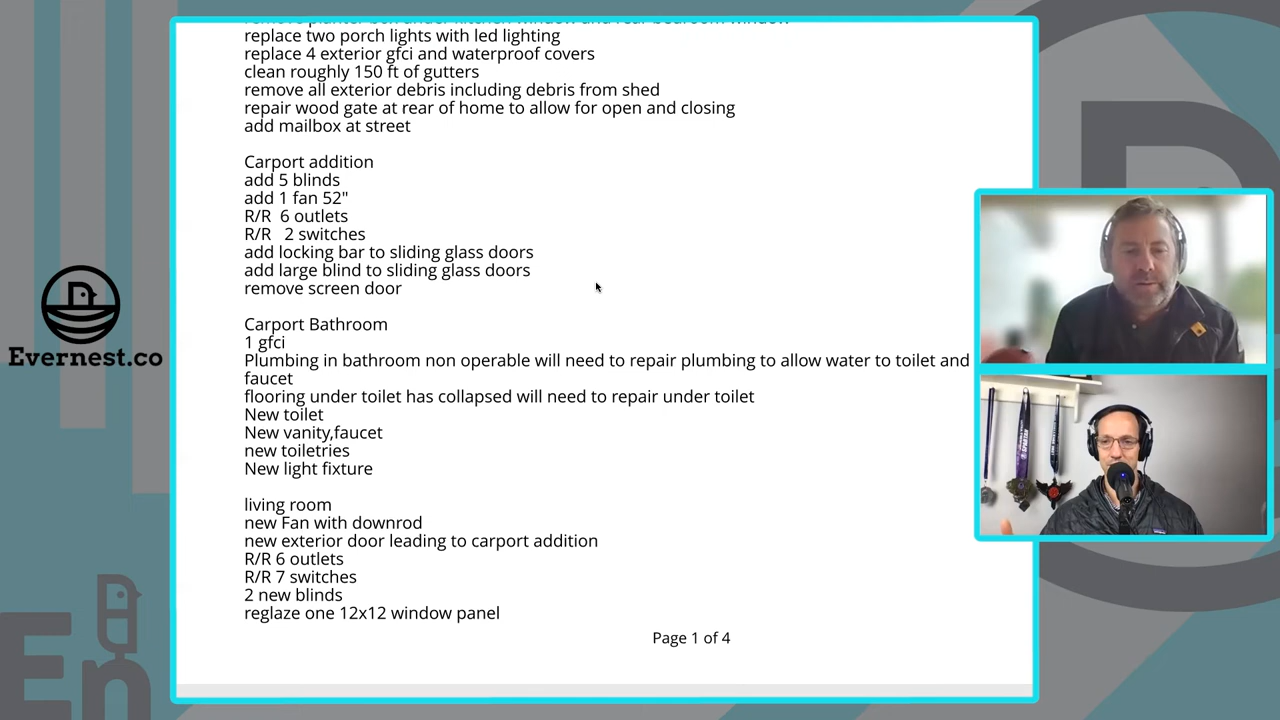 replace two porch lights with led lighting
replace 4 exterior gfci and waterproof covers
clean roughly 150 ft of gutters
remove all exterior debris including debris from shed
repair wood gate at rear of home to allow for open and closing
add mailbox at street
Carport addition
add 5 blinds
add 1 fan 52"
R/R 6 outlets
R/R 2 switches
add locking bar to sliding glass doors
add large blind to sliding glass doors
remove screen door
Carport Bathroom
1 gfci
Plumbing in bathroom non operable will need to repair plumbing to allow water to toilet and
faucet
flooring under toilet has collapsed will need to repair under toilet
New toilet
New vanity,faucet
new toiletries
New light fixture
living room
new Fan with downrod
new exterior door leading to carport addition
R/R 6 outlets
R/R 7 switches
2 new blinds
reglaze one 12x12 window panel
Page 1 of 4
Evernest.co
En